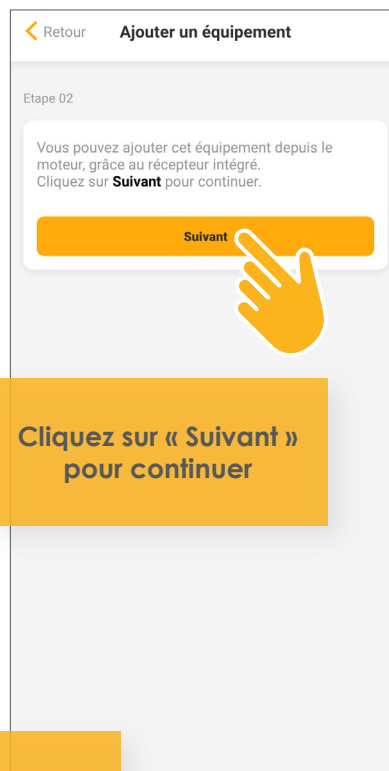 Retour Ajouter un équipement
Etape 02
Vous pouvez ajouter cet équipement depuis le
moteur, grâce au récepteur intégré.
Cliquez sur Suivant pour continuer.
Suivant
Cliquez sur « Suivant »
pour continuer